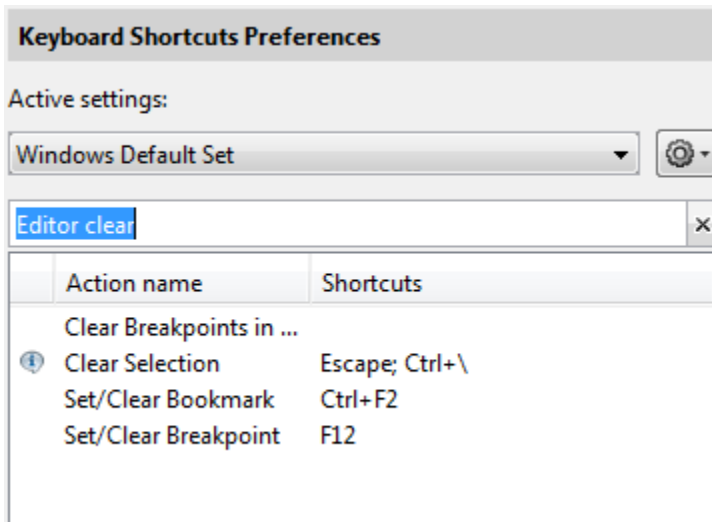 Keyboard Shortcuts Preferences
Active settings:
Windows Default Set
Editor clear
Action name Shortcuts
Clear Breakpoints in ...
Clear Selection Escape; Ctrl+\
Set/Clear Bookmark Ctrl+F2
Set/Clear Breakpoint F12